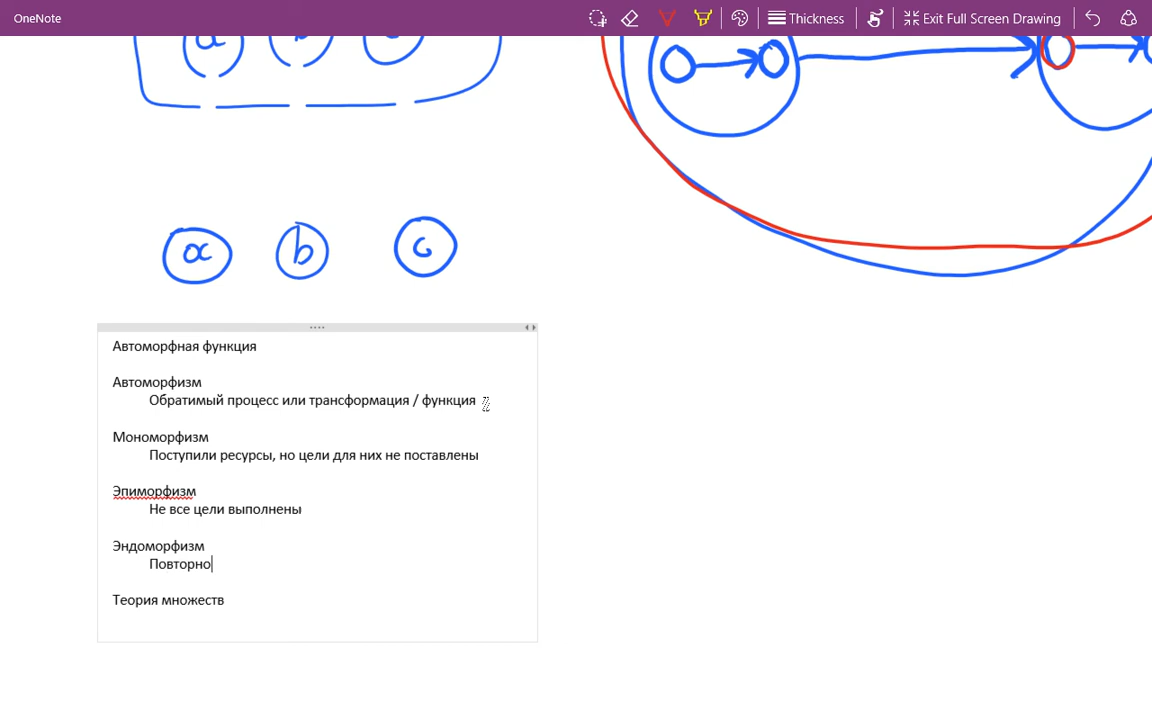 OneNote
Thickness
Exit Full Screen Drawing
a b c
a b c
Автоморфная функция
Автоморфизм
Обратимый процесс или трансформация / функция
Мономорфизм
Поступили ресурсы, но цели для них не поставлены
Эпиморфизм
Не все цели выполнены
Эндоморфизм
Повторно
Теория множеств